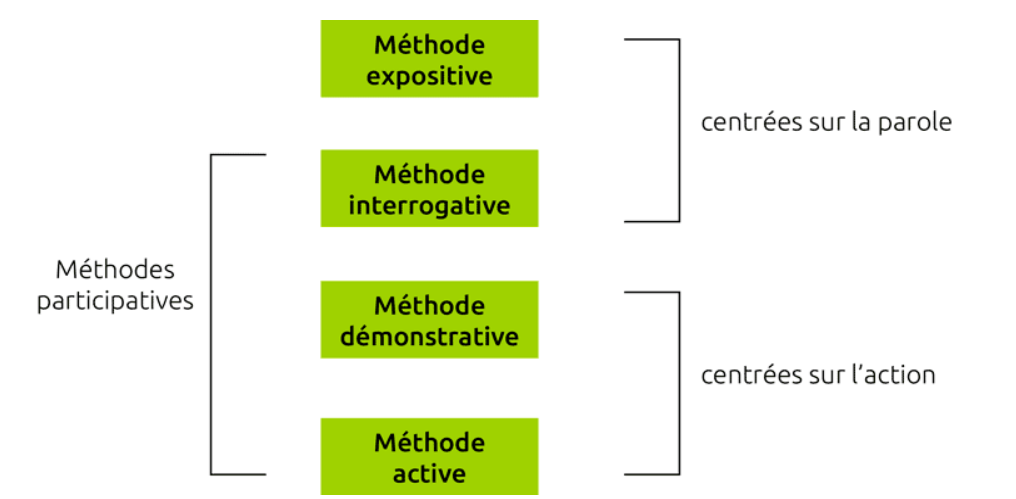 Méthode
expositive
centrées sur la parole
Méthode
interrogative
Méthodes
participatives
Méthode
démonstrative
centrées sur l’action
Méthode
active